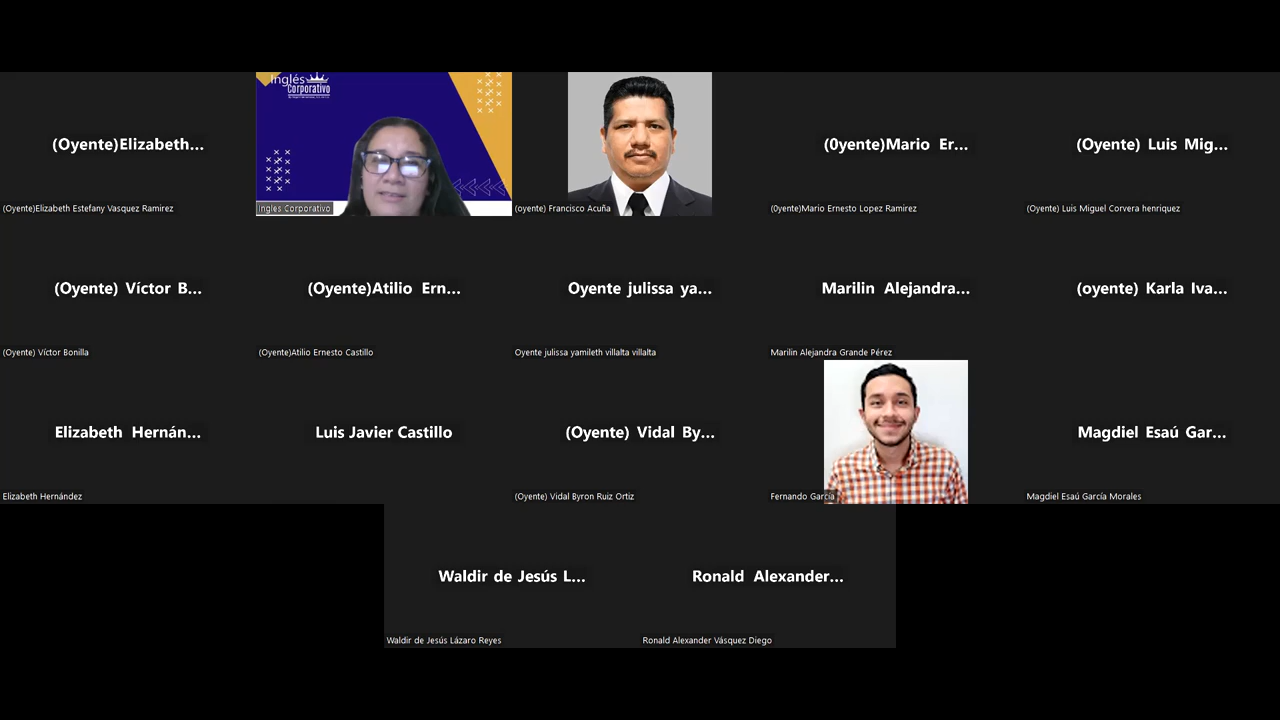 (Oyente)Elizabeth...
(Oyente)Elizabeth Estefany Vasquez Ramirez
Inglés
Corporativo
Ingles Corporativo
(oyente) Francisco Acuña
(0yente)Mario Er...
(0yente)Mario Ernesto Lopez Ramirez
(Oyente) Luis Mig...
(Oyente) Luis Miguel Corvera henriquez
(Oyente) Víctor B...
(Oyente) Víctor Bonilla
(Oyente)Atilio Ern...
(Oyente)Atilio Ernesto Castillo
Oyente julissa ya...
Oyente julissa yamileth villalta villalta
Marilin Alejandra...
Marilin Alejandra Grande Pérez
(oyente) Karla Iva...
Elizabeth Hernán...
Elizabeth Hernández
Luis Javier Castillo
(Oyente) Vidal By...
(Oyente) Vidal Byron Ruiz Ortiz
Fernando García
Magdiel Esaú Gar...
Magdiel Esaú García Morales
Waldir de Jesús L...
Waldir de Jesús Lázaro Reyes
Ronald Alexander...
Ronald Alexander Vásquez Diego